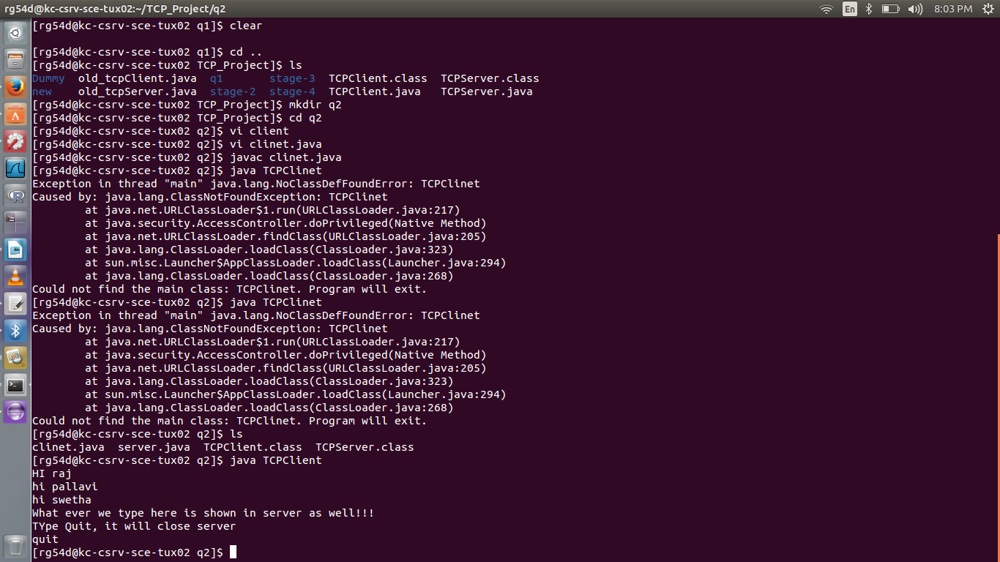 rg54d@kc-csrv-sce-tux02:~/TCP_Project/q2 En 8:03 PM
[rg54d@kc-csrv-sce-tux02 q1]$ clear
[rg54d@kc-csrv-sce-tux02 q1]$ cd ..
[rg54d@kc-csrv-sce-tux02 TCP_Project]$ ls
Dummy old_tcpClient.java q1 stage-3 TCPClient.class TCPServer.class
new old_tcpServer.java stage-2 stage-4 TCPClient.java TCPServer.java
[rg54d@kc-csrv-sce-tux02 TCP_Project]$ mkdir q2
[rg54d@kc-csrv-sce-tux02 TCP_Project]$ cd q2
[rg54d@kc-csrv-sce-tux02 q2]$ vi client
[rg54d@kc-csrv-sce-tux02 q2]$ vi clinet.java
[rg54d@kc-csrv-sce-tux02 q2]$ javac clinet.java
[rg54d@kc-csrv-sce-tux02 q2]$ java TCPClinet
Exception in thread "main" java.lang.NoClassDefFoundError: TCPClinet
Caused by: java.lang.ClassNotFoundException: TCPClinet
at java.net.URLClassLoader$1.run(URLClassLoader.java:217)
at java.security.AccessController.doPrivileged(Native Method)
at java.net.URLClassLoader.findClass(URLClassLoader.java:205)
at java.lang.ClassLoader.loadClass(ClassLoader.java:323)
at sun.misc.Launcher$AppClassLoader.loadClass(Launcher.java:294)
at java.lang.ClassLoader.loadClass(ClassLoader.java:268)
Could not find the main class: TCPClinet. Program will exit.
[rg54d@kc-csrv-sce-tux02 q2]$ java TCPClinet
Exception in thread "main" java.lang.NoClassDefFoundError: TCPClinet
Caused by: java.lang.ClassNotFoundException: TCPClinet
at java.net.URLClassLoader$1.run(URLClassLoader.java:217)
at java.security.AccessController.doPrivileged(Native Method)
at java.net.URLClassLoader.findClass(URLClassLoader.java:205)
at java.lang.ClassLoader.loadClass(ClassLoader.java:323)
at sun.misc.Launcher$AppClassLoader.loadClass(Launcher.java:294)
at java.lang.ClassLoader.loadClass(ClassLoader.java:268)
Could not find the main class: TCPClinet. Program will exit.
[rg54d@kc-csrv-sce-tux02 q2]$ ls
clinet.java server.java TCPClient.class TCPServer.class
[rg54d@kc-csrv-sce-tux02 q2]$ java TCPClient
HI raj
hi pallavi
hi swetha
What ever we type here is shown in server as well!!!
TYpe Quit, it will close server
quit
[rg54d@kc-csrv-sce-tux02 q2]$